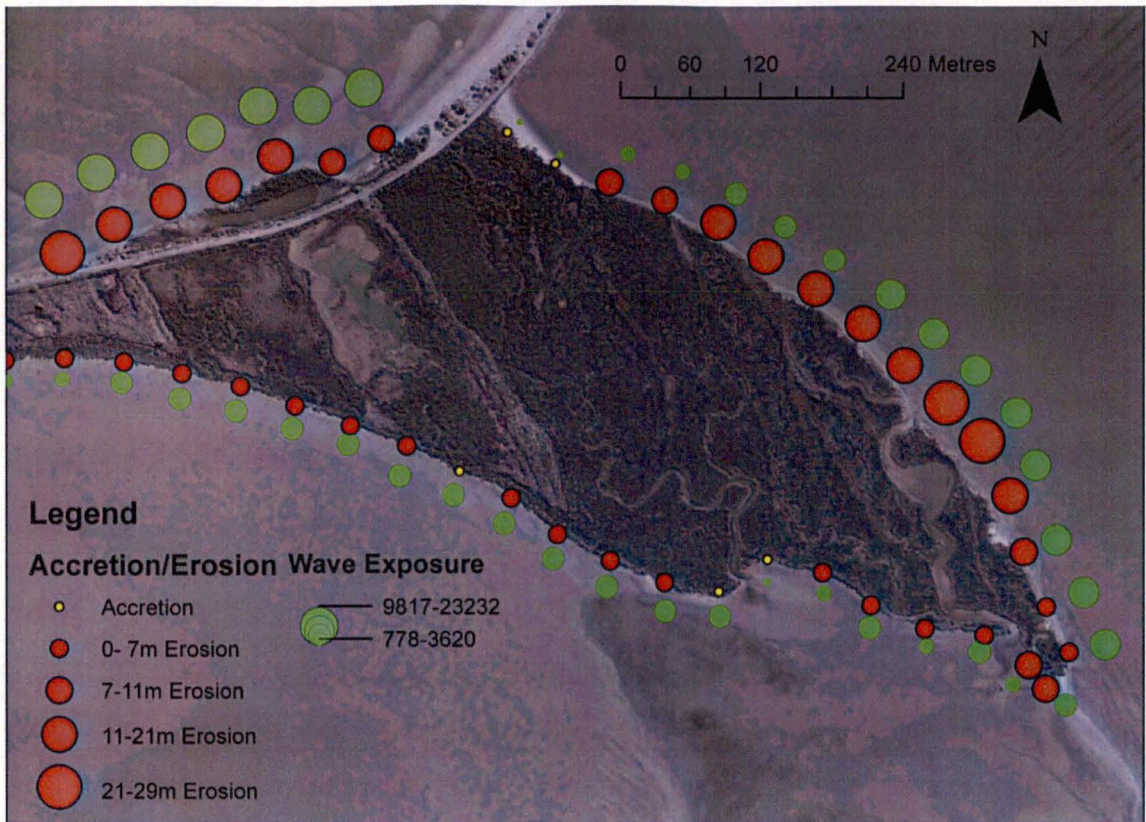 N
0 60 120 240 Metres
Legend
Accretion/Erosion Wave Exposure
Accretion
9817-23232
0- 7m Erosion
778-3620
7-11m Erosion
11-21m Erosion
21-29m Erosion